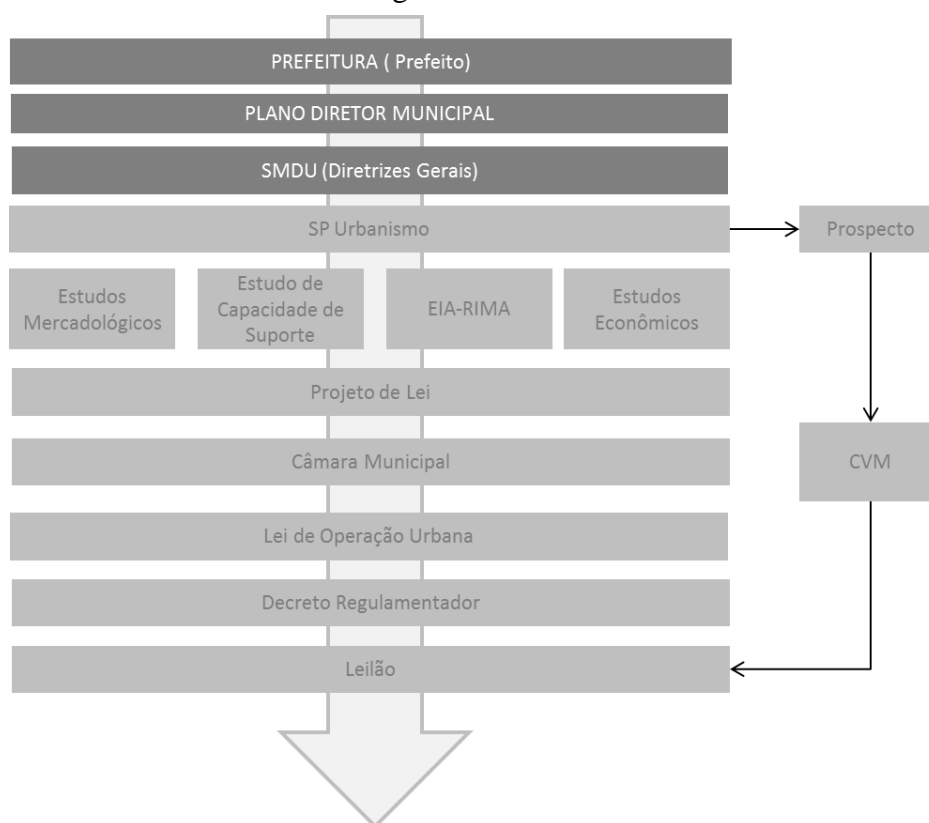 PREFEITURA ( Prefeito)
PLANO DIRETOR MUNICIPAL
SMDU (Diretrizes Gerais)
SP Urbanismo
Prospecto
Estudos
Mercadológicos
Estudo de
Capacidade de
Suporte
EIA-RIMA
Estudos
Econômicos
Projeto de Lei
Câmara Municipal
CVM
Lei de Operação Urbana
Decreto Regulamentador
Leilão